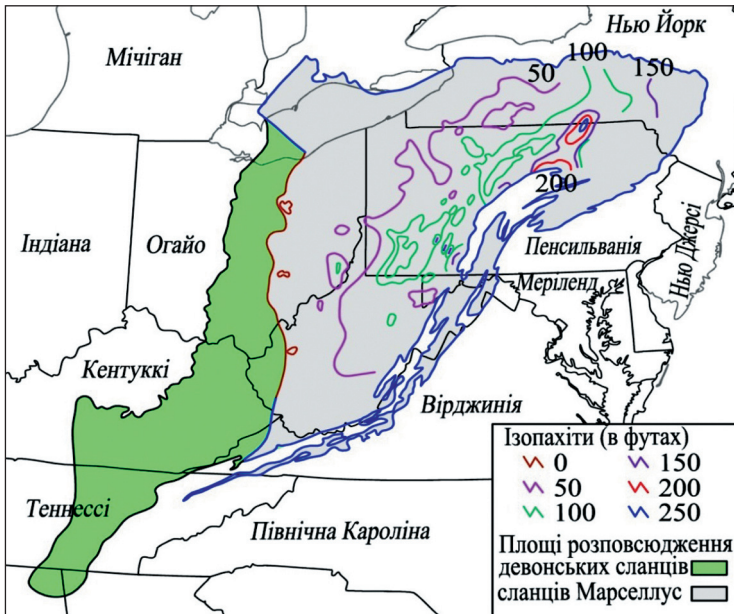 Нью Йорк
Мічіган
100
50
150
200
Індіана
Огайо
Пенсильванія
Нью Джерсі
Меріленд
Кентуккі
Вірджинія
Теннессі
Північна Кароліна
Ізопахіти (в футах)
0 150
50 200
100 250
Площі розповсюдження
девонських сланців
сланців Марселлус